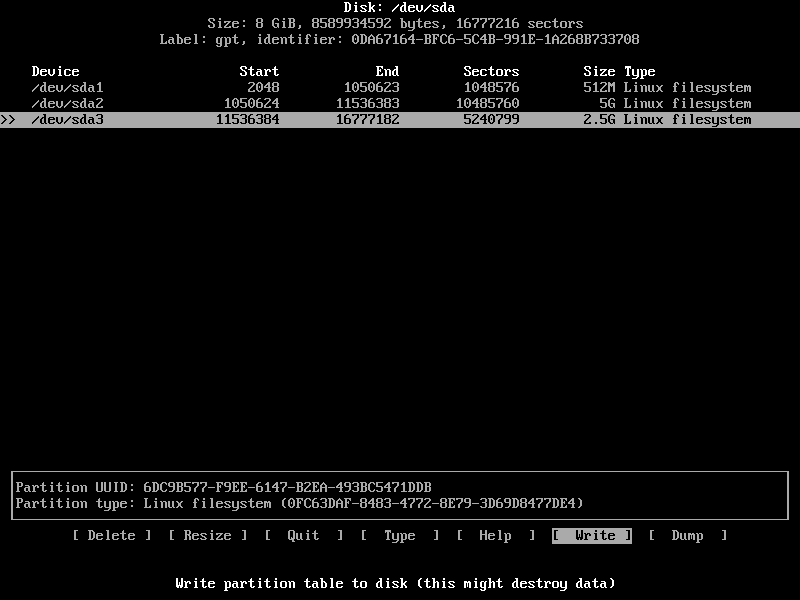 Disk: /dev/sda
Size: 8 GiB, 8589934592 bytes, 16777216 sectors
Label: gpt, identifier: 0DA67164-BFC6-5C4B-991E-1A268B733708
Device Start End Sectors Size Type
/dev/sda1 2048 1050623 1048576 512M Linux filesystem
/dev/sda2 1050624 11536383 10485760 5G Linux filesystem
>> /dev/sda3 11536384 16777182 5240799 2.5G Linux filesystem
Partition UUID: 6DC9B577-F9EE-6147-B2EA-493BC5471DDB
Partition type: Linux filesystem (0FC63DAF-8483-4772-8E79-3D69D8477DE4)
[ Delete ] [ Resize ] [ Quit ] [ Type ] [ Help ] [ Write ] [ Dump ]
Write partition table to disk (this might destroy data)